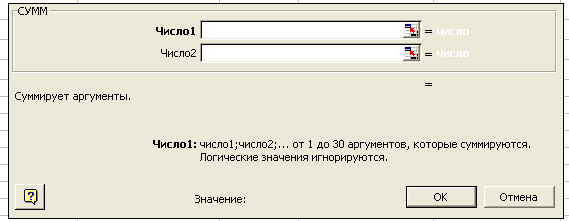 СУММ
Число1 = число
Число2 = число
=
Суммирует аргументы.
Число1: число1;число2;... от 1 до 30 аргументов, которые суммируются.
Логические значения игнорируются.
? Значение: OK Отмена